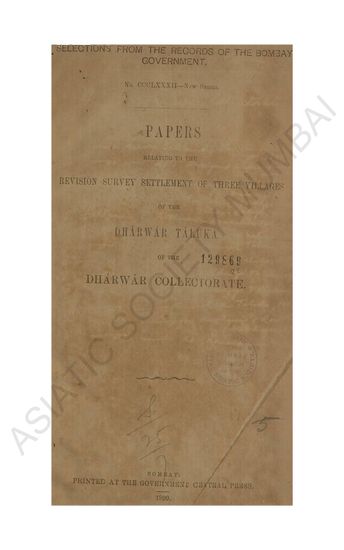 SELECTIONS FROM THE RECORDS OF THE BOMBAY
GOVERNMENT.
No. CCCLXXXII—NEW SERIES.
PAPERS
RELATING TO THE
REVISION SURVEY SETTLEMENT OF THREE VILLAGES
OF THE
DHÁRWÁR TÁLUKA
OF THE
129869
DHÁRWÁR COLLECTORATE.
5
BOMBAY:
PRINTED AT THE GOVERNMENT CENTRAL PRESS.
1900.
ASIATIC SOCIETY MUMBAI